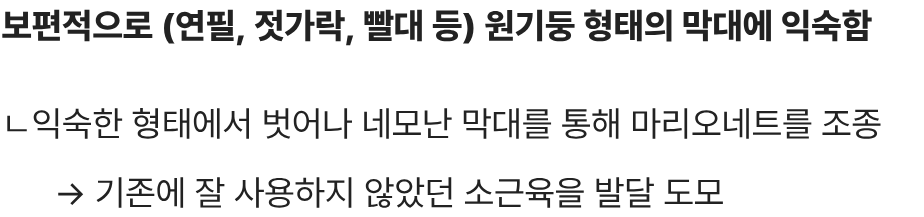 보편적으로 (연필, 젓가락, 빨대 등) 원기둥 형태의 막대에 익숙함
ㄴ익숙한 형태에서 벗어나 네모난 막대를 통해 마리오네트를 조종
→ 기존에 잘 사용하지 않았던 소근육을 발달 도모